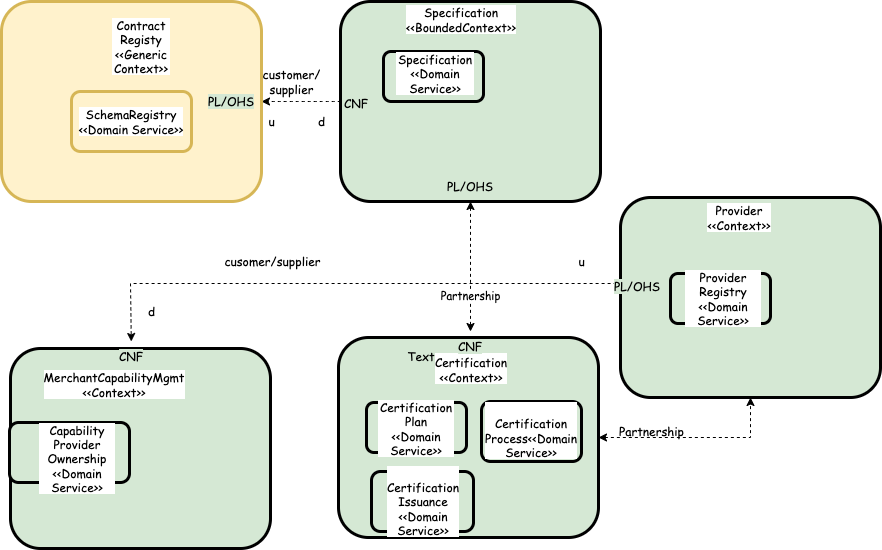 Contract
Registy
<<Generic
Context>>
SchemaRegistry
<<Domain Service>>
PL/OHS
customer/
supplier
u
d
Specification
<<BoundedContext>>
Specification
<<Domain
Service>>
CNF
PL/OHS
Provider
<<Context>>
Provider
Registry
<<Domain
Service>>
PL/OHS
cusomer/supplier
u
d
Partnership
CNF
MerchantCapabilityMgmt
<<Context>>
Capability
Provider
Ownership
<<Domain
Service>>
CNF
Text
Certification
<<Context>>
Certification
Plan
<<Domain
Service>>
Certification
Process<<Domain
Service>>
Certification
Issuance
<<Domain
Service>>
Partnership